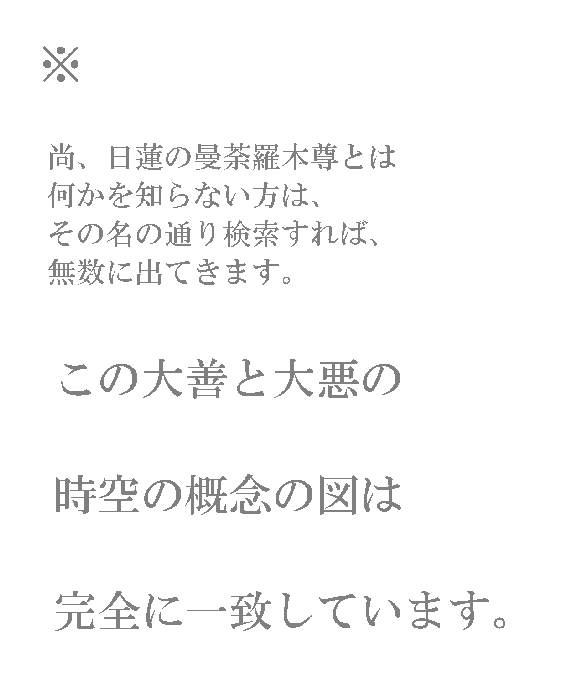 ※
尚、日蓮の曼荼羅木尊とは
何かを知らない方は、
その名の通り検索すれば、
無数に出てきます。
この大善と大悪の
時空の概念の図は
完全に一致しています。